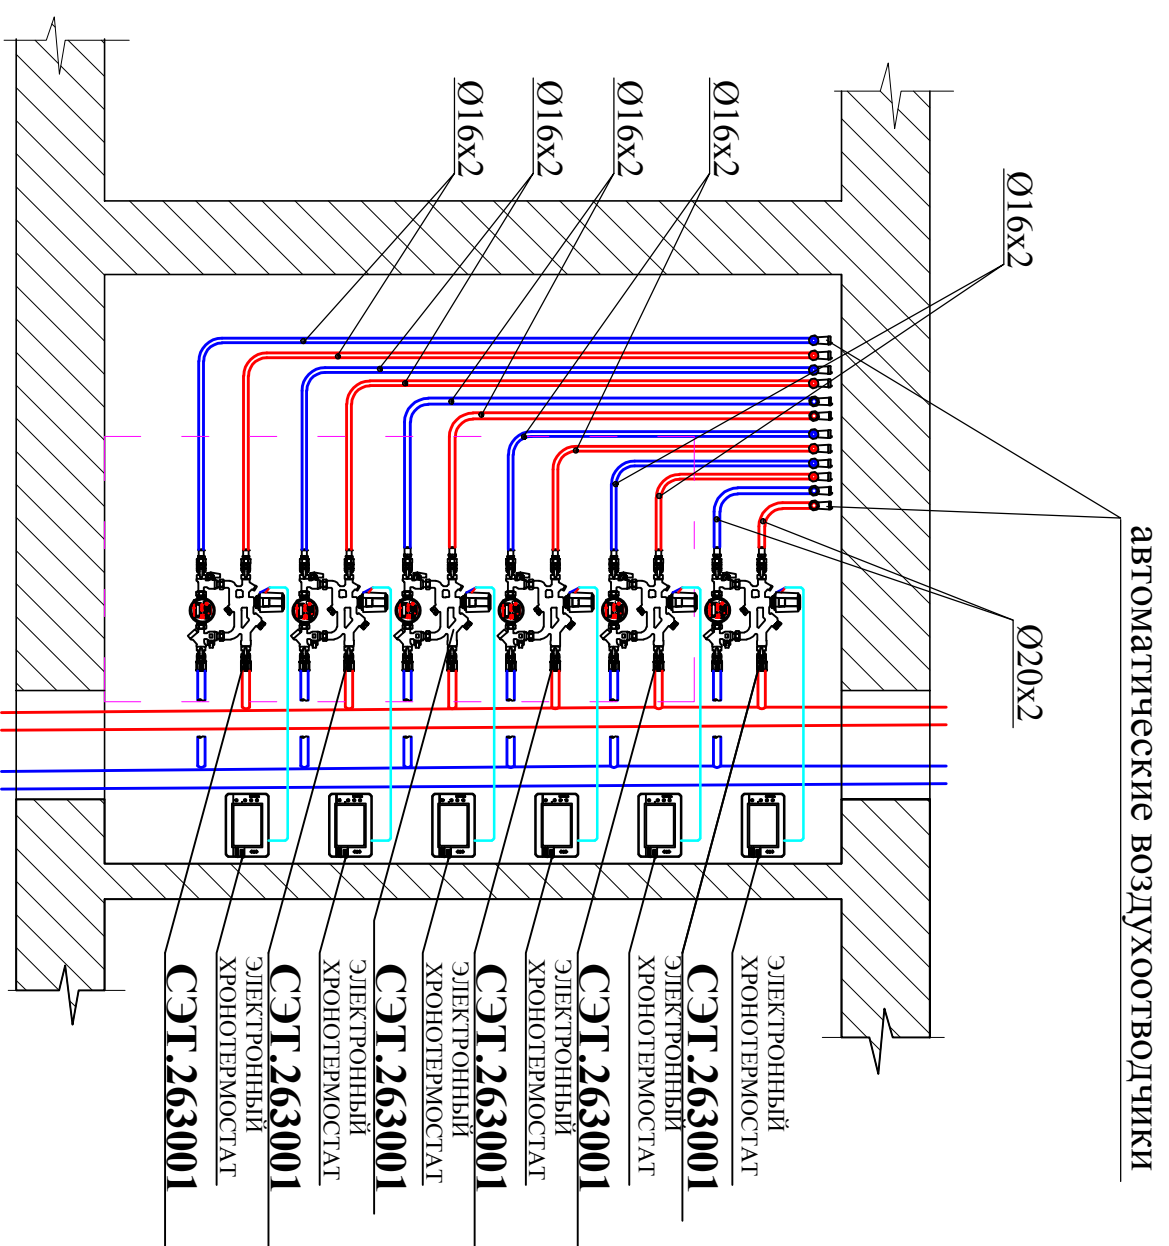 автоматические воздухоотводчики
Ø16x2
Ø20x2
Ø16x2
Ø16x2
Ø16x2
Ø16x2
ЭЛЕКТРОННЫЙ
ХРОНОТЕРМОСТАТ
СЭТ.263001
ЭЛЕКТРОННЫЙ
ХРОНОТЕРМОСТАТ
СЭТ.263001
ЭЛЕКТРОННЫЙ
ХРОНОТЕРМОСТАТ
СЭТ.263001
ЭЛЕКТРОННЫЙ
ХРОНОТЕРМОСТАТ
СЭТ.263001
ЭЛЕКТРОННЫЙ
ХРОНОТЕРМОСТАТ
СЭТ.263001
ЭЛЕКТРОННЫЙ
ХРОНОТЕРМОСТАТ
СЭТ.263001